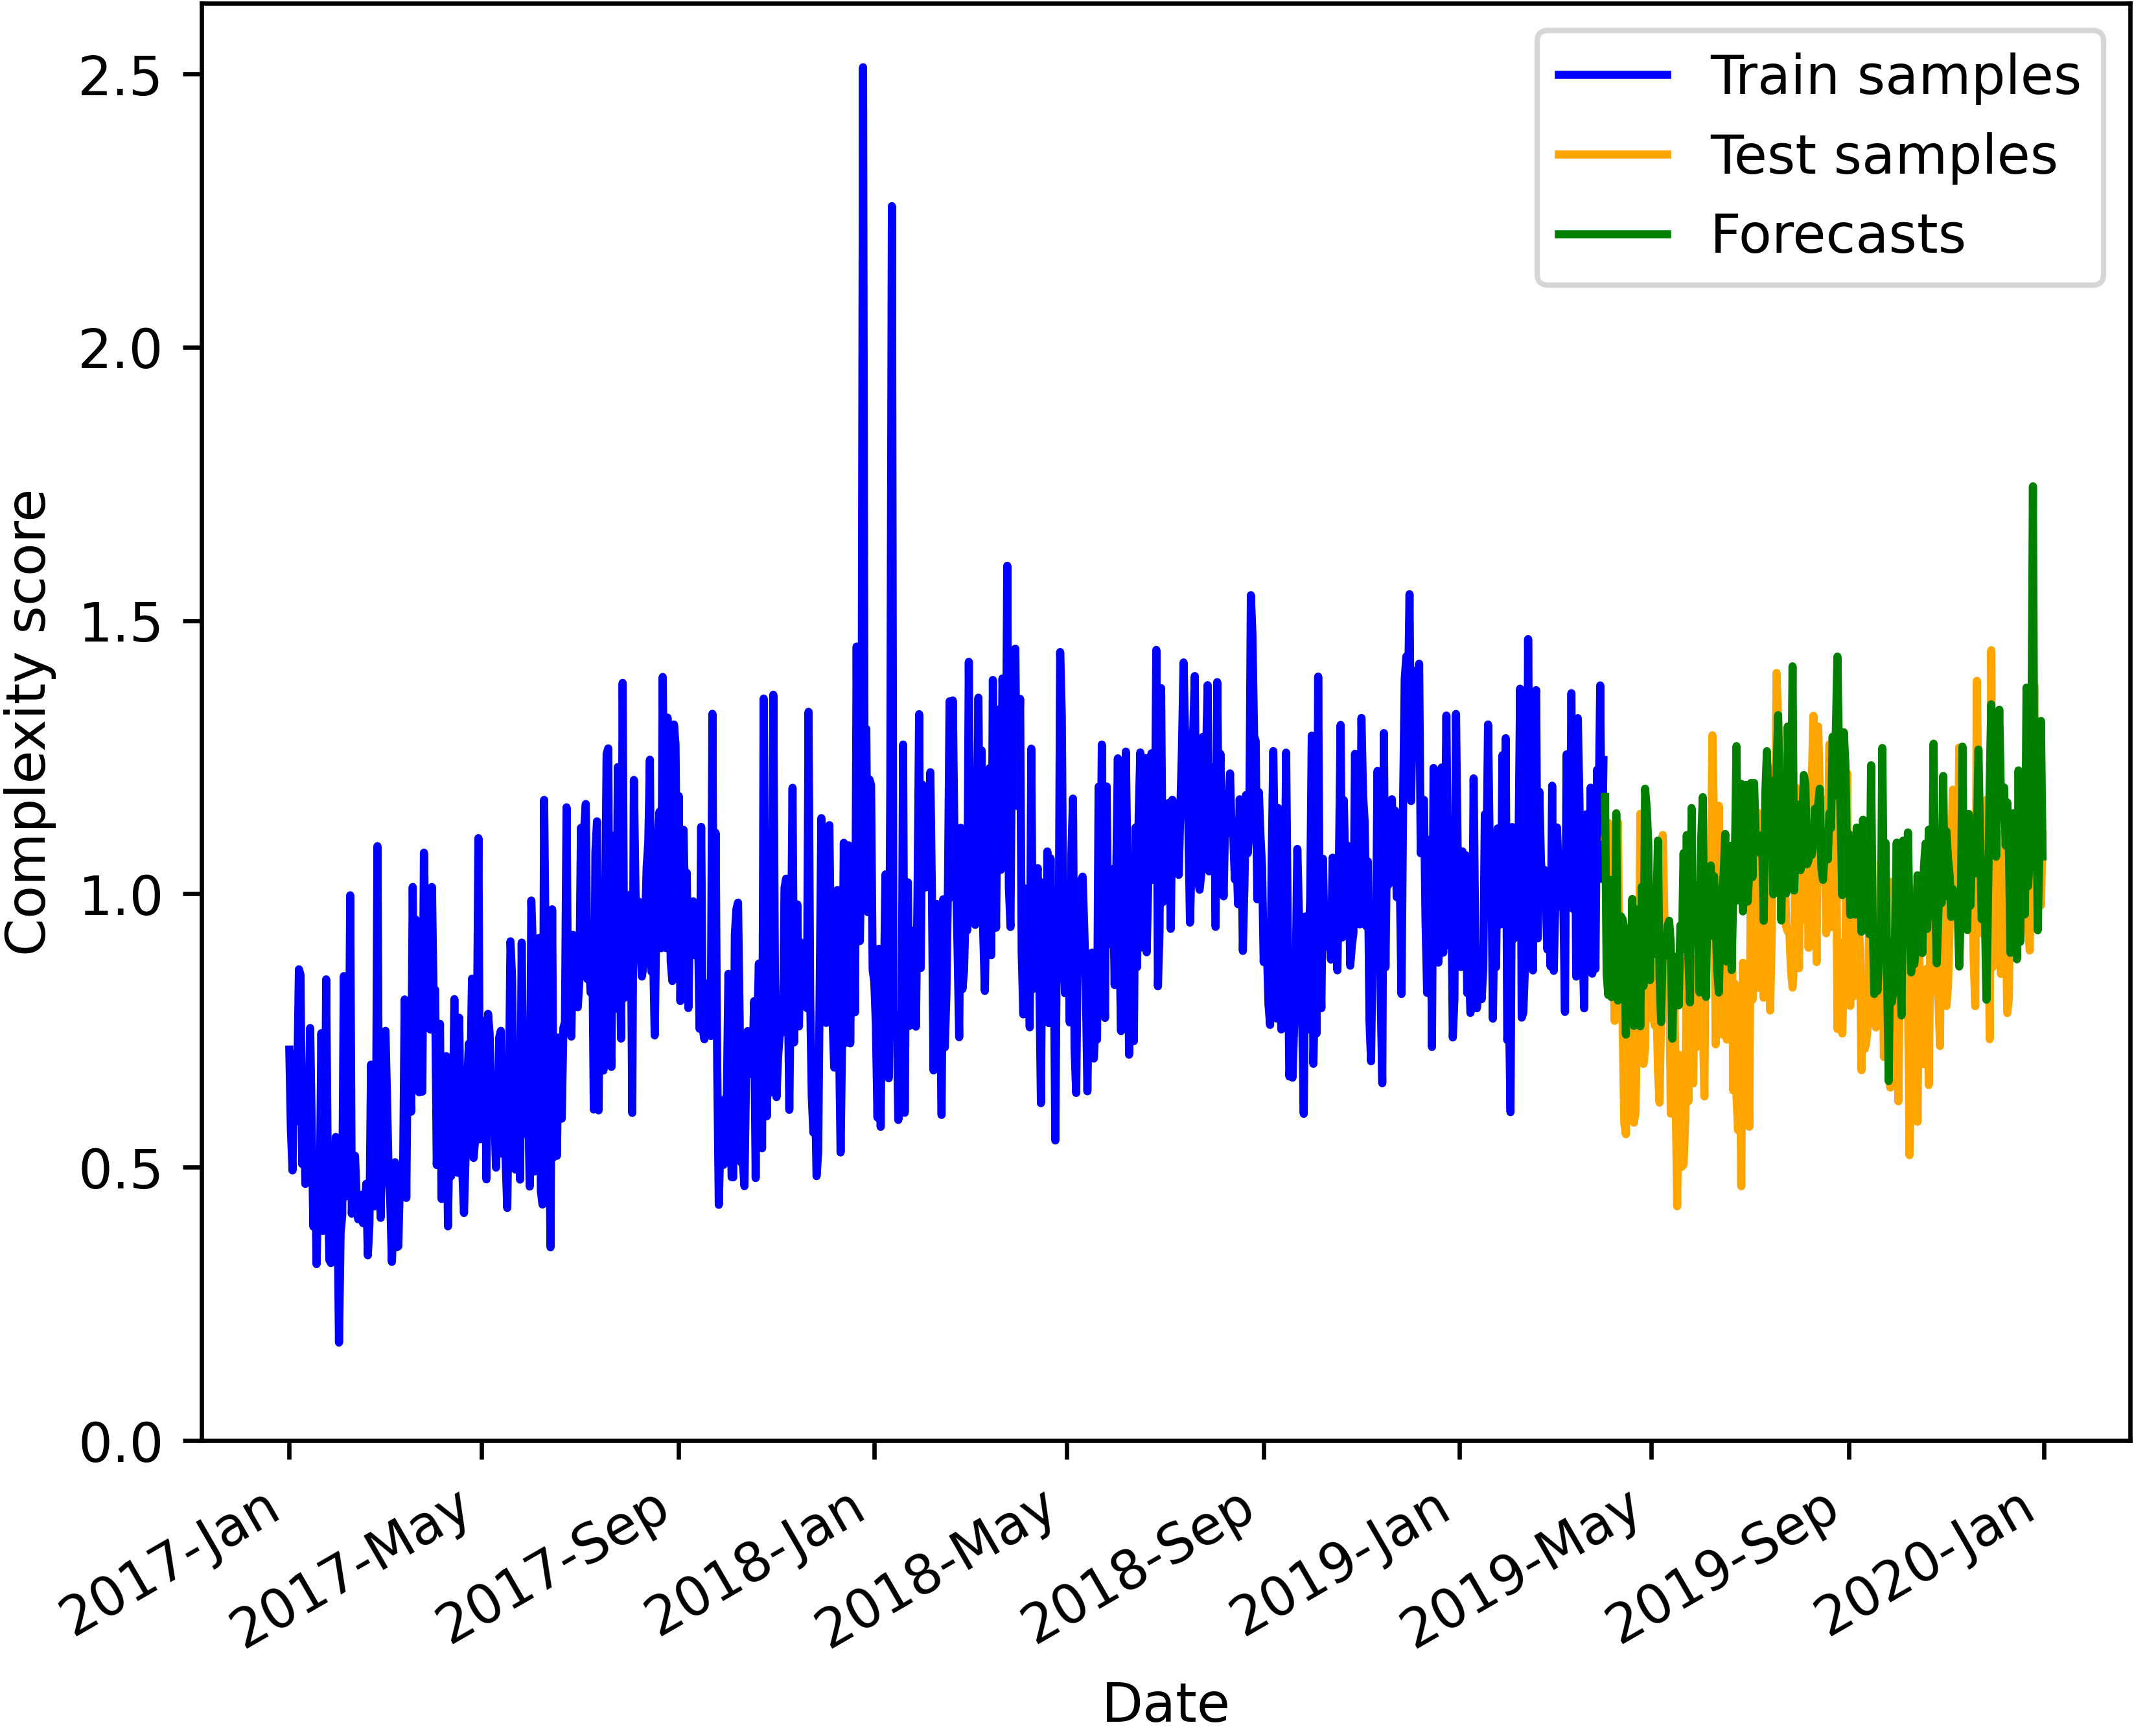 2.5
2.0
1.5
1.0
0.5
0.0
Complexity score
Train samples
Test samples
Forecasts
2017-Jan
2017-May
2017-Sep
2018-Jan
2018-May
2018-Sep
2019-Jan
2019-May
2019-Sep
2020-Jan
Date